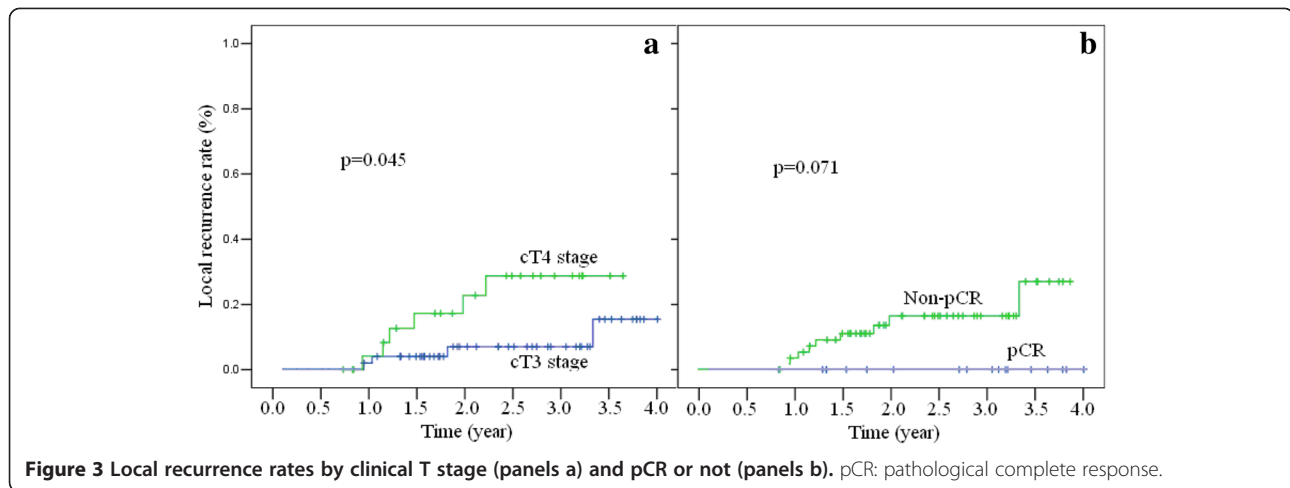 a
b
Local recurrence rate (%)
1.0
0.8
0.6
0.4
0.2
0.0
p=0.045
cT4 stage
cT3 stage
0.0 0.5 1.0 1.5 2.0 2.5 3.0 3.5 4.0
Time (year)
p=0.071
Non-pCR
pCR
0.0 0.5 1.0 1.5 2.0 2.5 3.0 3.5 4.0
Time (year)
Figure 3 Local recurrence rates by clinical T stage (panels a) and pCR or not (panels b). pCR: pathological complete response.